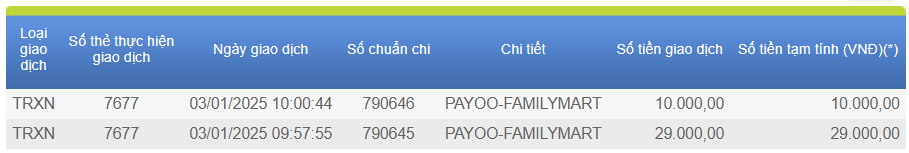 Loại giao dịch Số thẻ thực hiện giao dịch Ngày giao dịch Số chuẩn chi Chi tiết Số tiền giao dịch Số tiền tạm tính (VNĐ)(*)
TRXN 7677 03/01/2025 10:00:44 790646 PAYOO-FAMILYMART 10.000,00 10.000,00
TRXN 7677 03/01/2025 09:57:55 790645 PAYOO-FAMILYMART 29.000,00 29.000,00